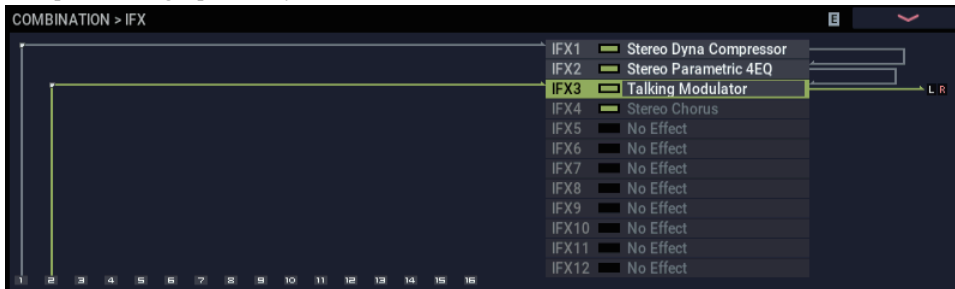 COMBINATION > IFX E
IFX1 Stereo Dyna Compressor
IFX2 Stereo Parametric 4EQ
IFX3 Talking Modulator L R
IFX4 Stereo Chorus
IFX5 No Effect
IFX6 No Effect
IFX7 No Effect
IFX8 No Effect
IFX9 No Effect
IFX10 No Effect
IFX11 No Effect
IFX12 No Effect
1 2 3 4 5 6 7 8 9 10 11 12 13 14 15 16